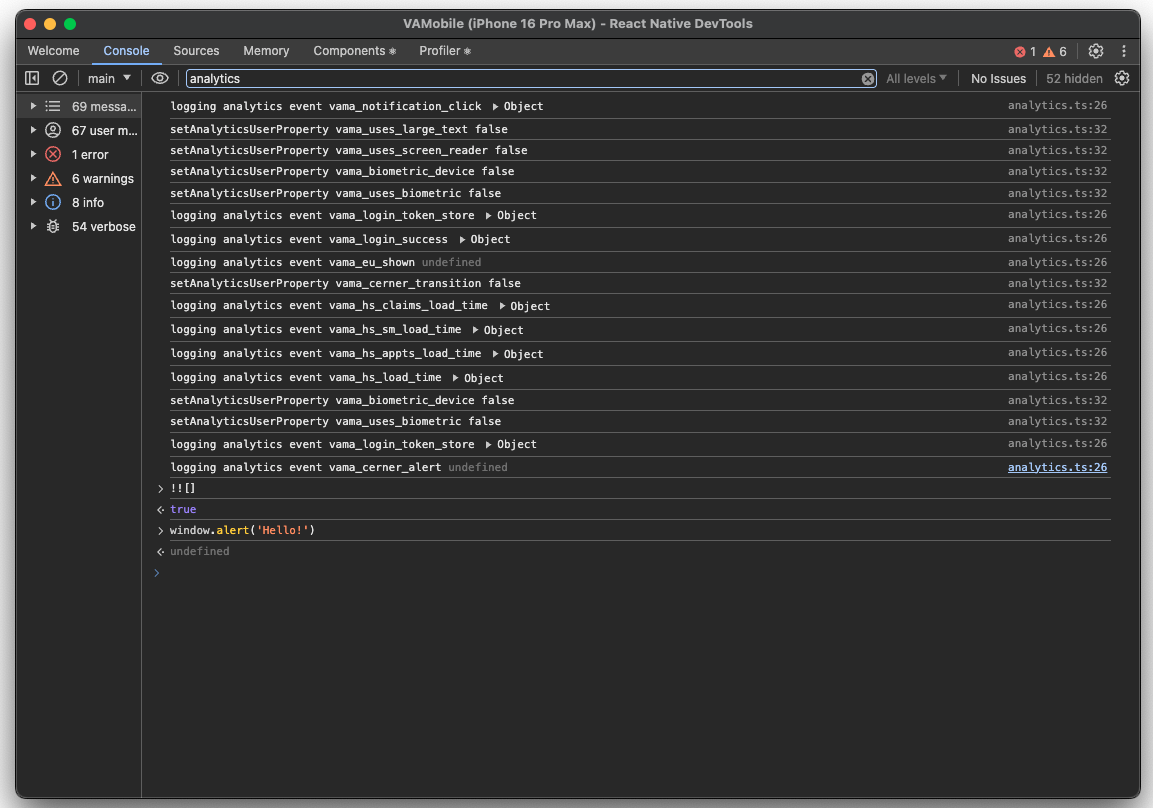 VAMobile (iPhone 16 Pro Max) - React Native DevTools
Welcome Console Sources Memory Components ⚛ Profiler ⚛ 1 6
main analytics All levels No Issues 52 hidden
69 messa...
67 user m...
1 error
6 warnings
8 info
54 verbose
logging analytics event vama_notification_click ▶ Object analytics.ts:26
setAnalyticsUserProperty vama_uses_large_text false analytics.ts:32
setAnalyticsUserProperty vama_uses_screen_reader false analytics.ts:32
setAnalyticsUserProperty vama_biometric_device false analytics.ts:32
setAnalyticsUserProperty vama_uses_biometric false analytics.ts:32
logging analytics event vama_login_token_store ▶ Object analytics.ts:26
logging analytics event vama_login_success ▶ Object analytics.ts:26
logging analytics event vama_eu_shown undefined analytics.ts:26
setAnalyticsUserProperty vama_cerner_transition false analytics.ts:32
logging analytics event vama_hs_claims_load_time ▶ Object analytics.ts:26
logging analytics event vama_hs_sm_load_time ▶ Object analytics.ts:26
logging analytics event vama_hs_appts_load_time ▶ Object analytics.ts:26
logging analytics event vama_hs_load_time ▶ Object analytics.ts:26
setAnalyticsUserProperty vama_biometric_device false analytics.ts:32
setAnalyticsUserProperty vama_uses_biometric false analytics.ts:32
logging analytics event vama_login_token_store ▶ Object analytics.ts:26
logging analytics event vama_cerner_alert undefined analytics.ts:26
> !![]
< true
> window.alert('Hello!')
< undefined
>